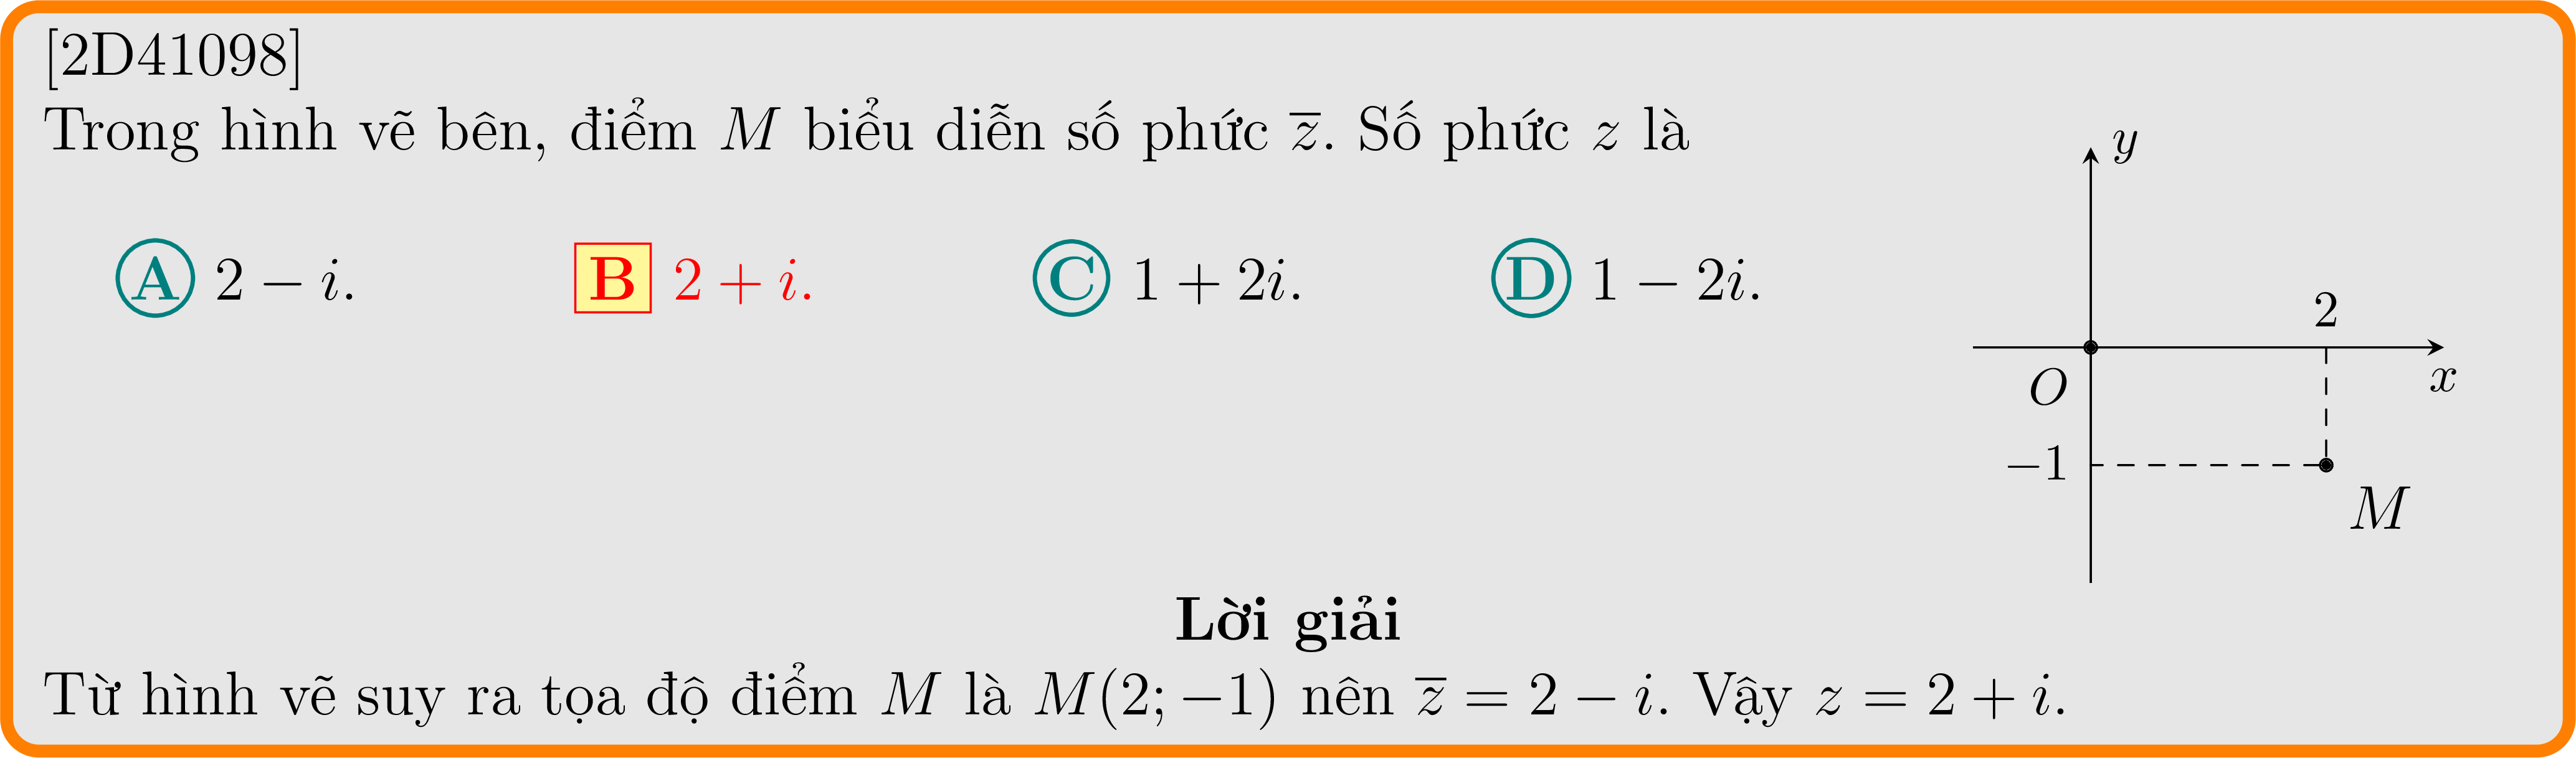 [2D41098]
Trong hình vẽ bên, điểm M biểu diễn số phức z̅. Số phức z là
A 2 − i.
B 2 + i.
C 1 + 2i.
D 1 − 2i.
y
2
O
x
−1
M
Lời giải
Từ hình vẽ suy ra tọa độ điểm M là M(2; −1) nên z̅ = 2 − i. Vậy z = 2 + i.